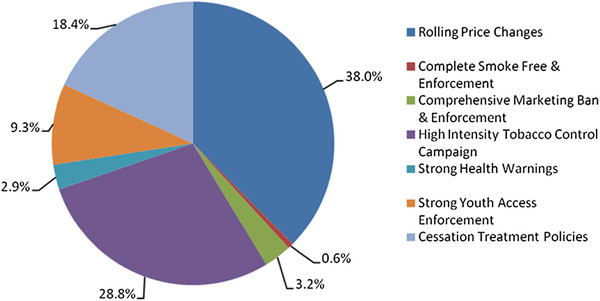 18.4%
38.0%
9.3%
2.9%
28.8%
3.2%
0.6%
Rolling Price Changes
Complete Smoke Free &
Enforcement
Comprehensive Marketing Ban
& Enforcement
High Intensity Tobacco Control
Campaign
Strong Health Warnings
Strong Youth Access
Enforcement
Cessation Treatment Policies